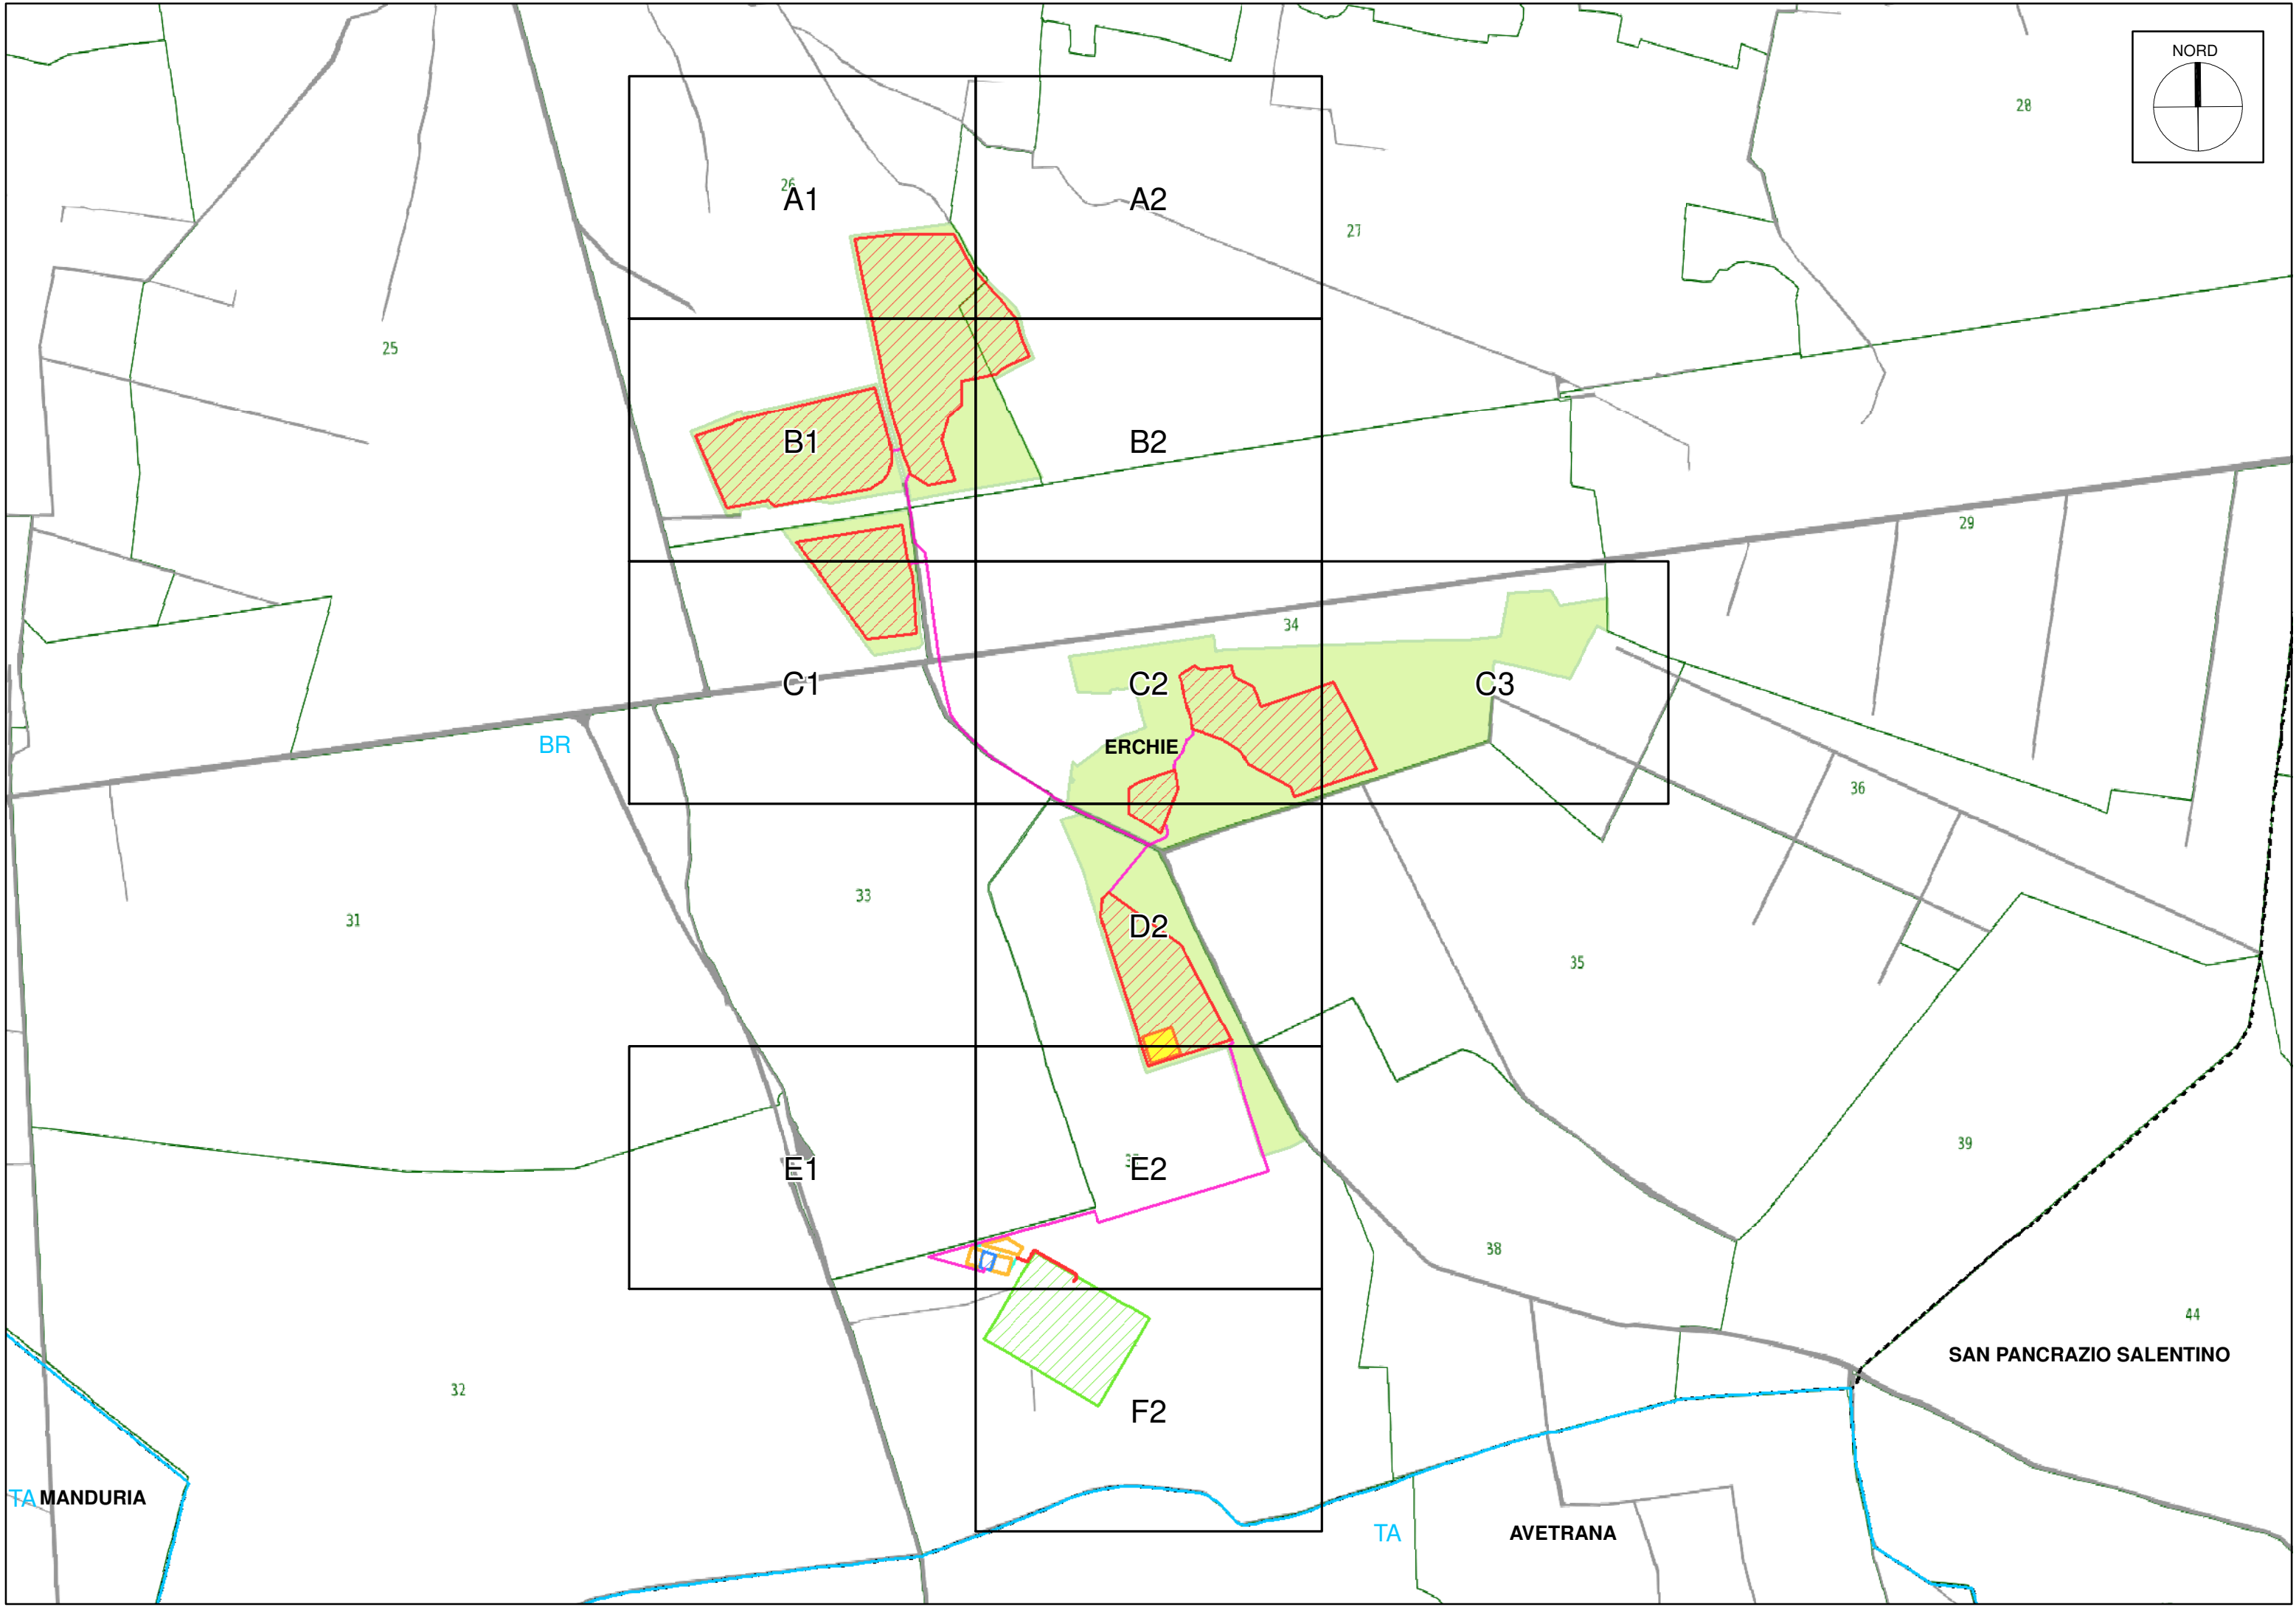 NORD
28
26
A1
A2
27
25
B1
B2
29
34
C1
C2
C3
BR
ERCHIE
36
33
31
D2
35
39
E1
E2
38
44
SAN PANCRAZIO SALENTINO
32
F2
TA MANDURIA
TA
AVETRANA